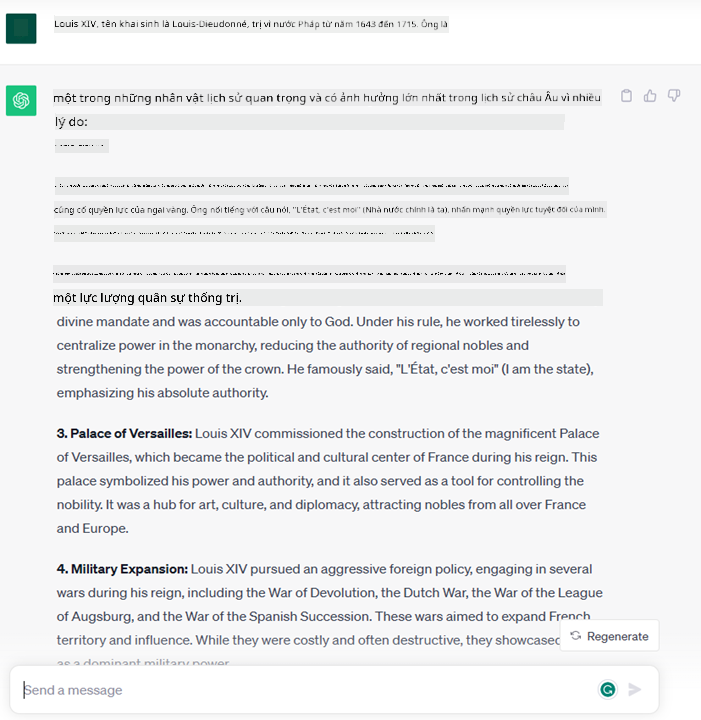 Louis XIV, tên khai sinh là Louis-Dieudonné, trị vì nước Pháp từ năm 1643 đến 1715. Ông là
một trong những nhân vật lịch sử quan trọng và có ảnh hưởng lớn nhất trong lịch sử châu Âu vì nhiều
lý do:
củng cố quyền lực của ngai vàng. Ông nổi tiếng với câu nói, "L'État, c'est moi" (Nhà nước chính là ta), nhấn mạnh quyền lực tuyệt đối của mình.
một lực lượng quân sự thống trị.
divine mandate and was accountable only to God. Under his rule, he worked tirelessly to
centralize power in the monarchy, reducing the authority of regional nobles and
strengthening the power of the crown. He famously said, "L'État, c'est moi" (I am the state),
emphasizing his absolute authority.
3. Palace of Versailles: Louis XIV commissioned the construction of the magnificent Palace
of Versailles, which became the political and cultural center of France during his reign. This
palace symbolized his power and authority, and it also served as a tool for controlling the
nobility. It was a hub for art, culture, and diplomacy, attracting nobles from all over France
and Europe.
4. Military Expansion: Louis XIV pursued an aggressive foreign policy, engaging in several
wars during his reign, including the War of Devolution, the Dutch War, the War of the League
of Augsburg, and the War of the Spanish Succession. These wars aimed to expand French
territory and influence. While they were costly and often destructive, they showcased
Regenerate
as a dominant military power
Send a message